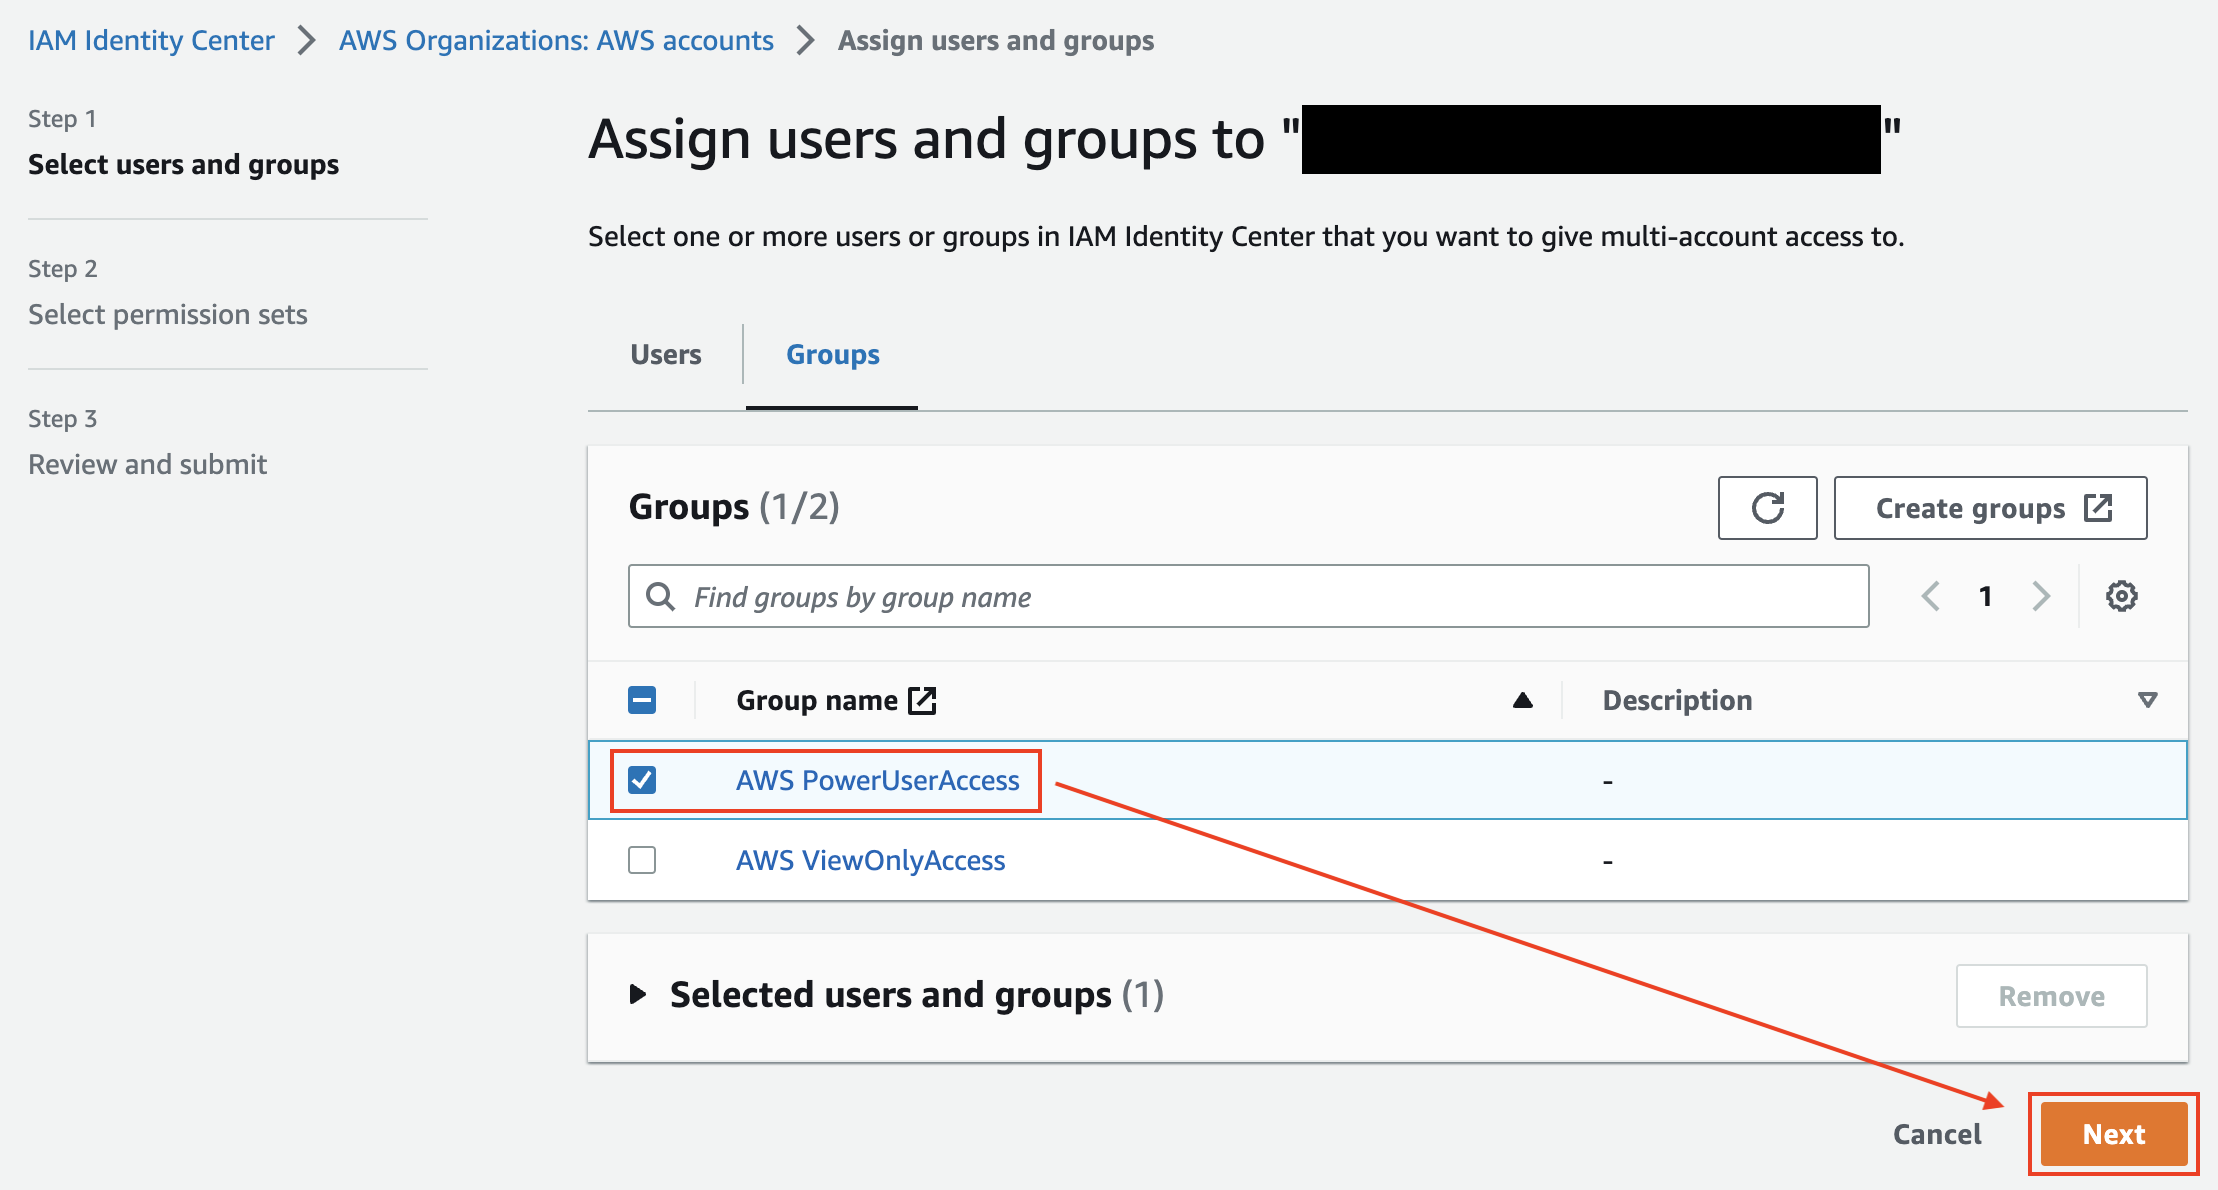 IAM Identity Center > AWS Organizations: AWS accounts > Assign users and groups
Step 1
Select users and groups
Step 2
Select permission sets
Step 3
Review and submit
Assign users and groups to " "
Select one or more users or groups in IAM Identity Center that you want to give multi-account access to.
Users Groups
Groups (1/2)
Create groups
Find groups by group name
1
Group name Description
AWS PowerUserAccess -
AWS ViewOnlyAccess -
Selected users and groups (1)
Remove
Cancel Next